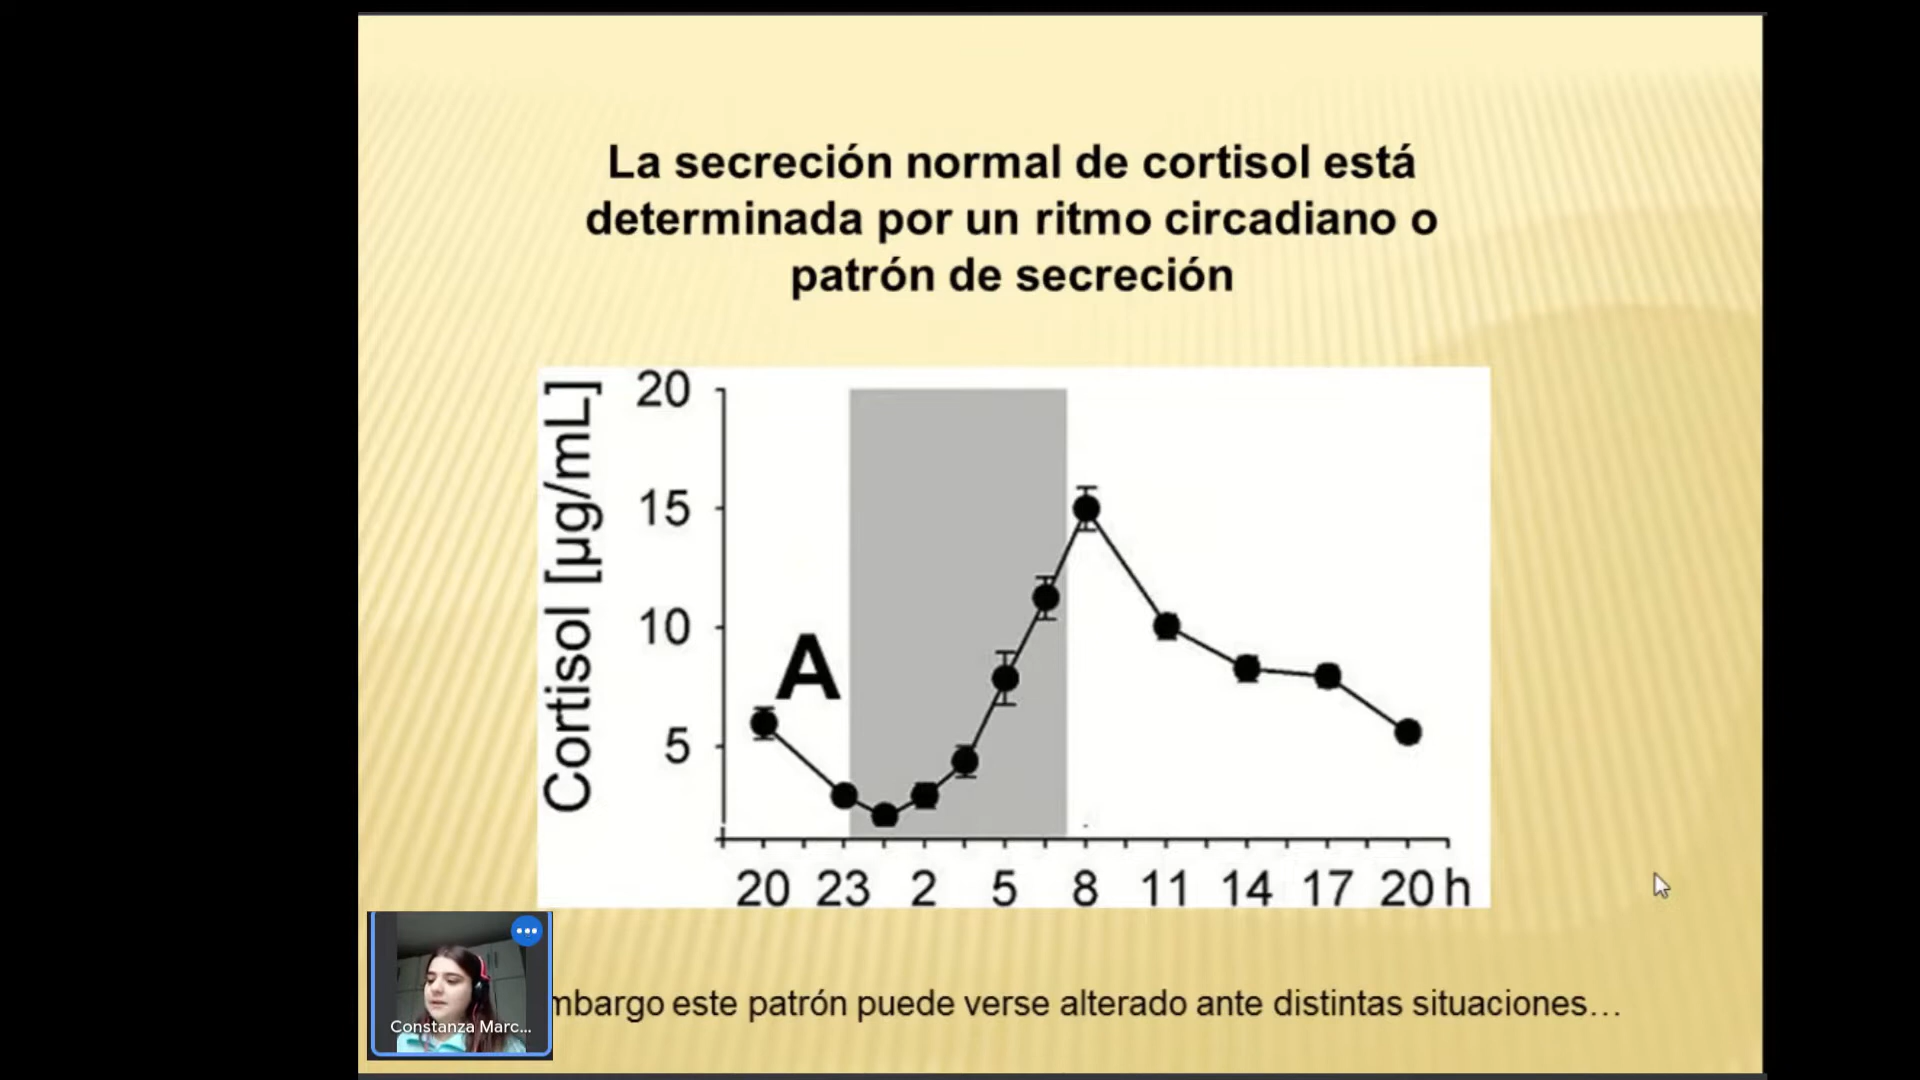 La secreción normal de cortisol está
determinada por un ritmo circadiano o
patrón de secreción
Cortisol [µg/mL]
20
15
10
5
A
20 23 2 5 8 11 14 17 20 h
mbargo este patrón puede verse alterado ante distintas situaciones...
Constanza Marc...